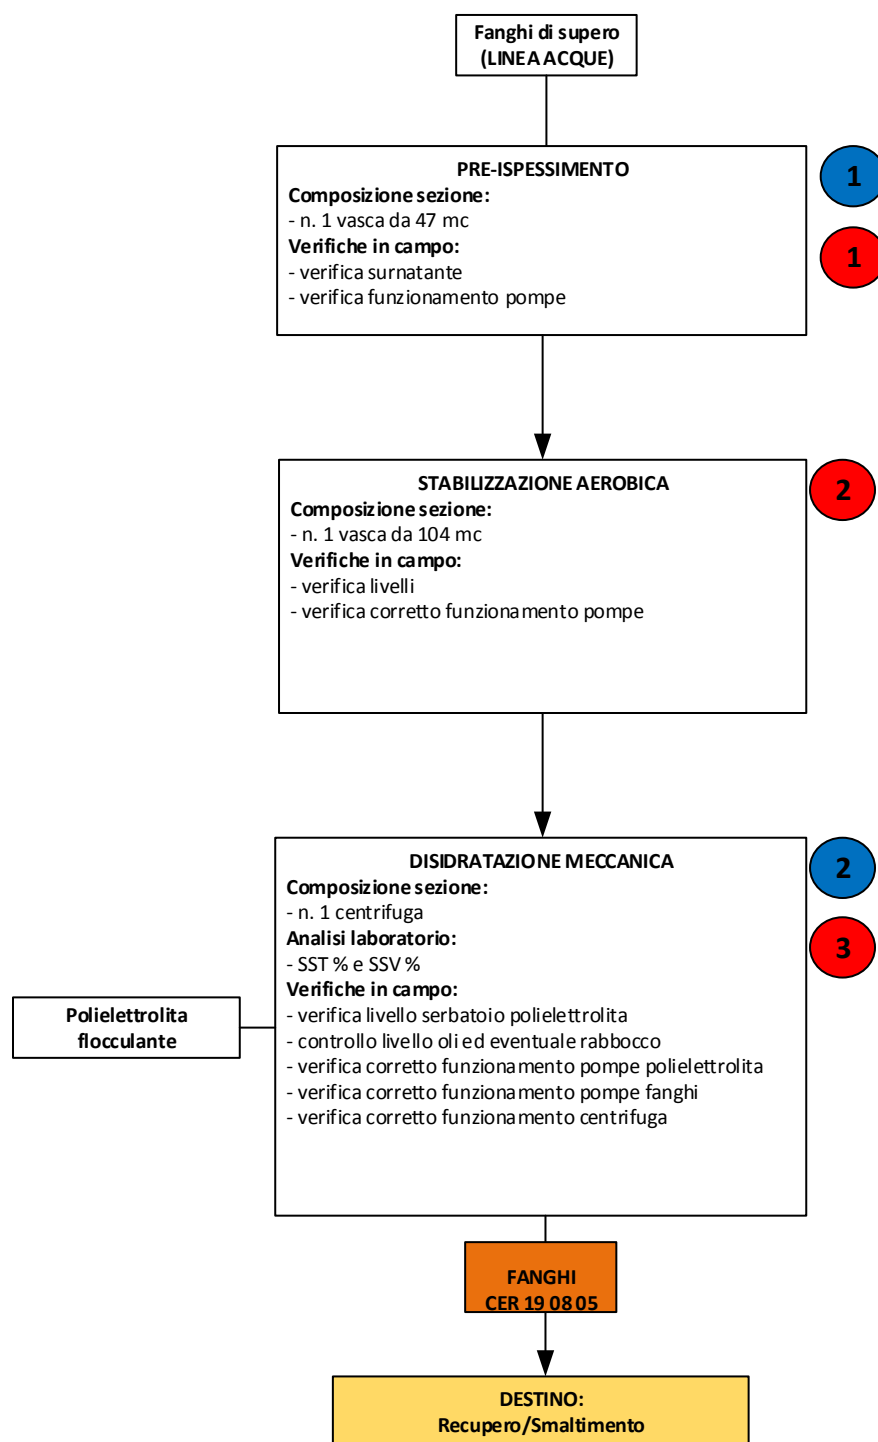 Fanghi di supero
(LINEA ACQUE)
PRE-ISPESSIMENTO
Composizione sezione:
- n. 1 vasca da 47 mc
Verifiche in campo:
- verifica surnatante
- verifica funzionamento pompe
1
1
STABILIZZAZIONE AEROBICA
Composizione sezione:
- n. 1 vasca da 104 mc
Verifiche in campo:
- verifica livelli
- verifica corretto funzionamento pompe
2
DISIDRATAZIONE MECCANICA
Composizione sezione:
- n. 1 centrifuga
Analisi laboratorio:
- SST % e SSV %
Verifiche in campo:
- verifica livello serbatoio polielettrolita
- controllo livello oli ed eventuale rabbocco
- verifica corretto funzionamento pompe polielettrolita
- verifica corretto funzionamento pompe fanghi
- verifica corretto funzionamento centrifuga
2
3
Polielettrolita
flocculante
FANGHI
CER 19 08 05
DESTINO:
Recupero/Smaltimento